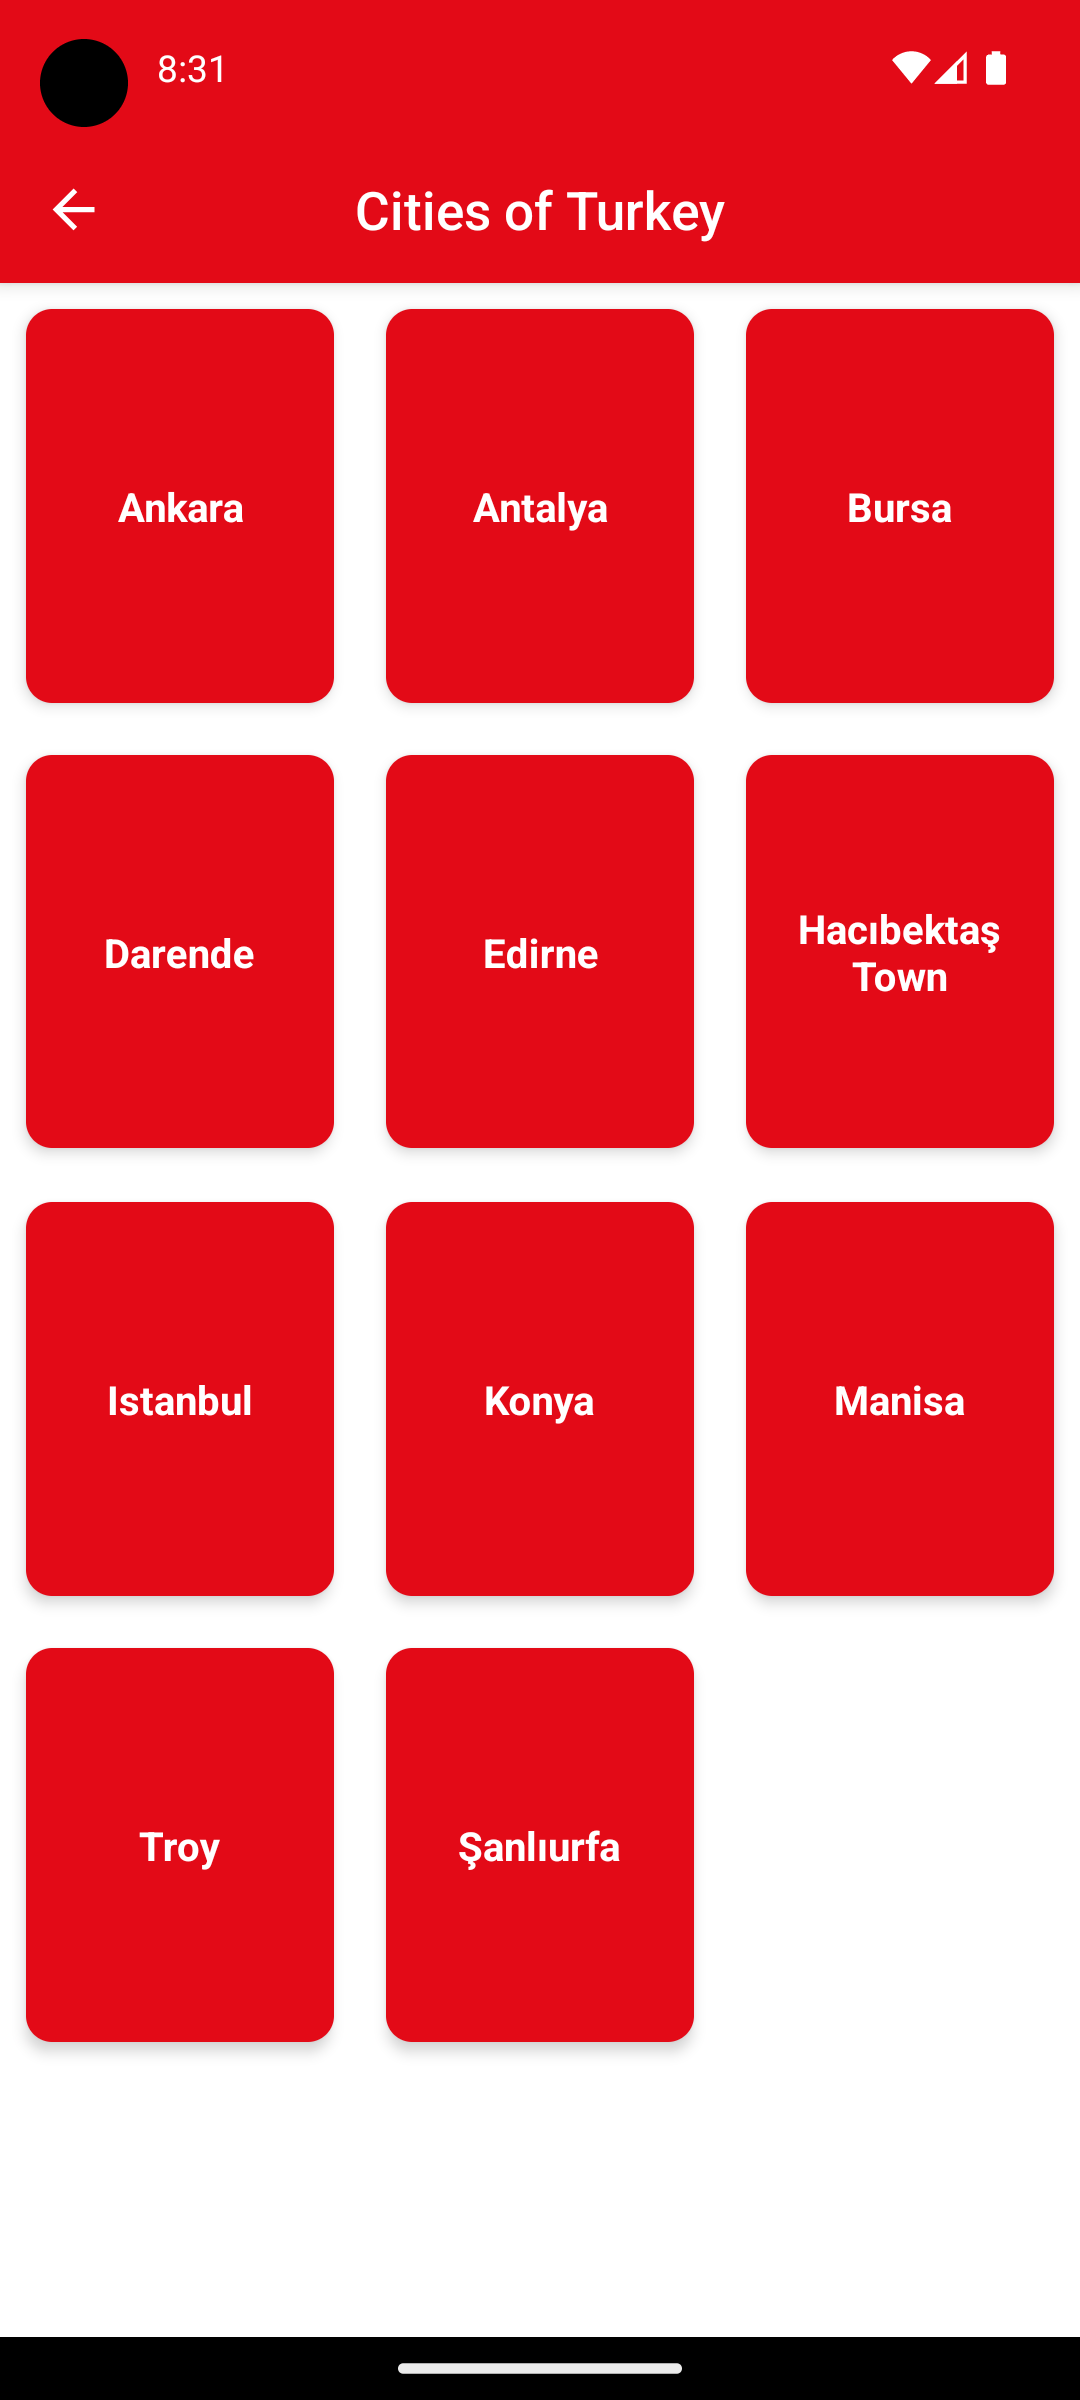 8:31
Cities of Turkey
Ankara
Antalya
Bursa
Darende
Edirne
Hacıbektaş
Town
Istanbul
Konya
Manisa
Troy
Şanlıurfa